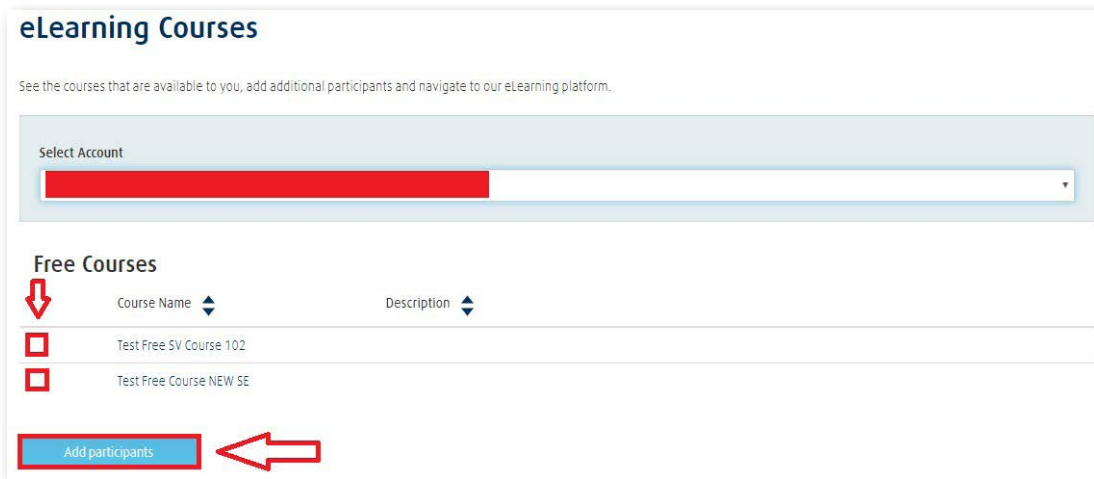 eLearning Courses
See the courses that are available to you, add additional participants and navigate to our eLearning platform.
Select Account
Free Courses
Course Name Description
Test Free SV Course 102
Test Free Course NEW SE
Add participants